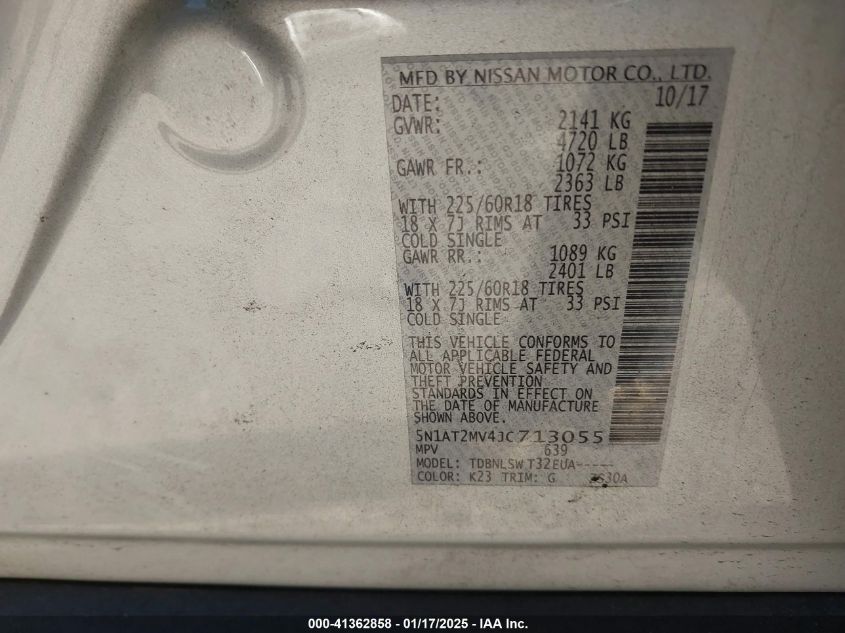 MFD BY NISSAN MOTOR CO., LTD.
DATE: 10/17
GVWR: 2141 KG
4720 LB
GAWR FR.: 1072 KG
2363 LB
WITH 225/60R18 TIRES
18 X 7J RIMS AT 33 PSI
COLD SINGLE
GAWR RR.: 1089 KG
2401 LB
WITH 225/60R18 TIRES
18 X 7J RIMS AT 33 PSI
COLD SINGLE
THIS VEHICLE CONFORMS TO
ALL APPLICABLE FEDERAL
MOTOR VEHICLE SAFETY AND
THEFT PREVENTION
STANDARDS IN EFFECT ON
THE DATE OF MANUFACTURE
SHOWN ABOVE.
5N1AT2MV4JC713055
MPV 639
MODEL: TDBNLSW T32EUA-----
COLOR: K23 TRIM: G
000-41362858 - 01/17/2025 - IAA Inc.